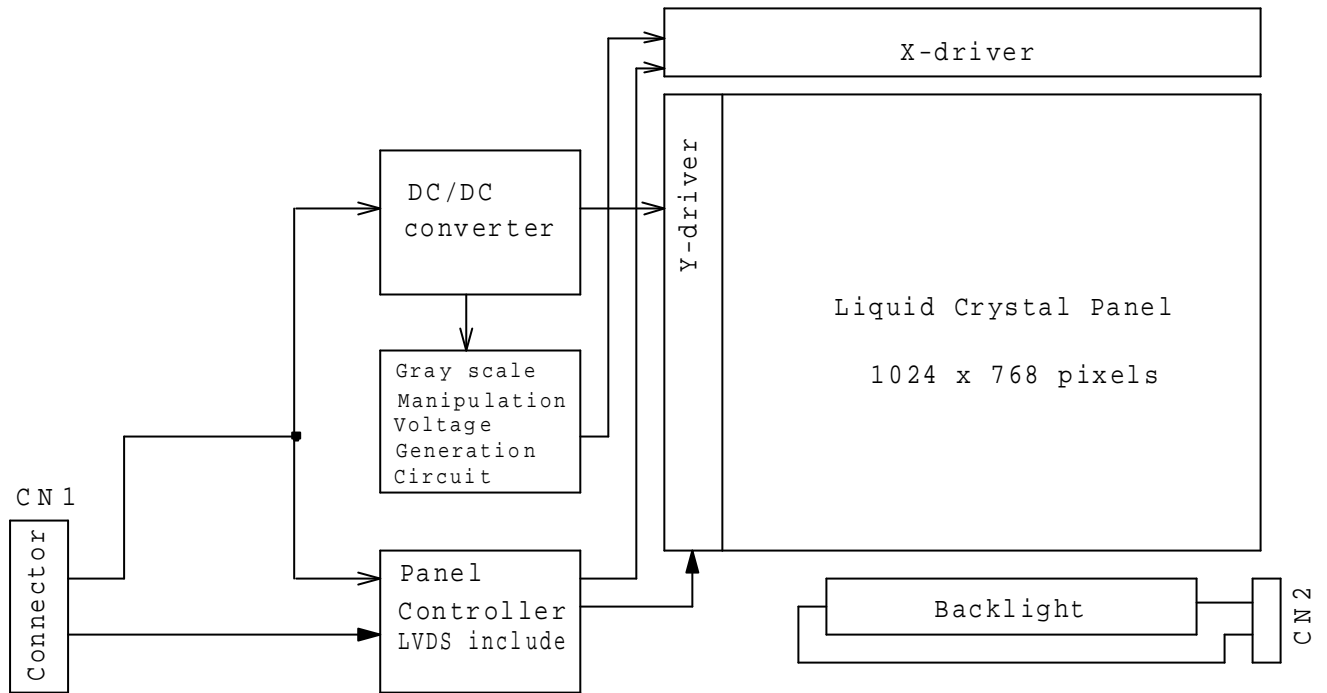 X-driver
DC/DC
converter
Y-driver
Liquid Crystal Panel
1024 x 768 pixels
Gray scale
Manipulation
Voltage
Generation
Circuit
CN1
Connector
Panel
Controller
LVDS include
Backlight
CN2